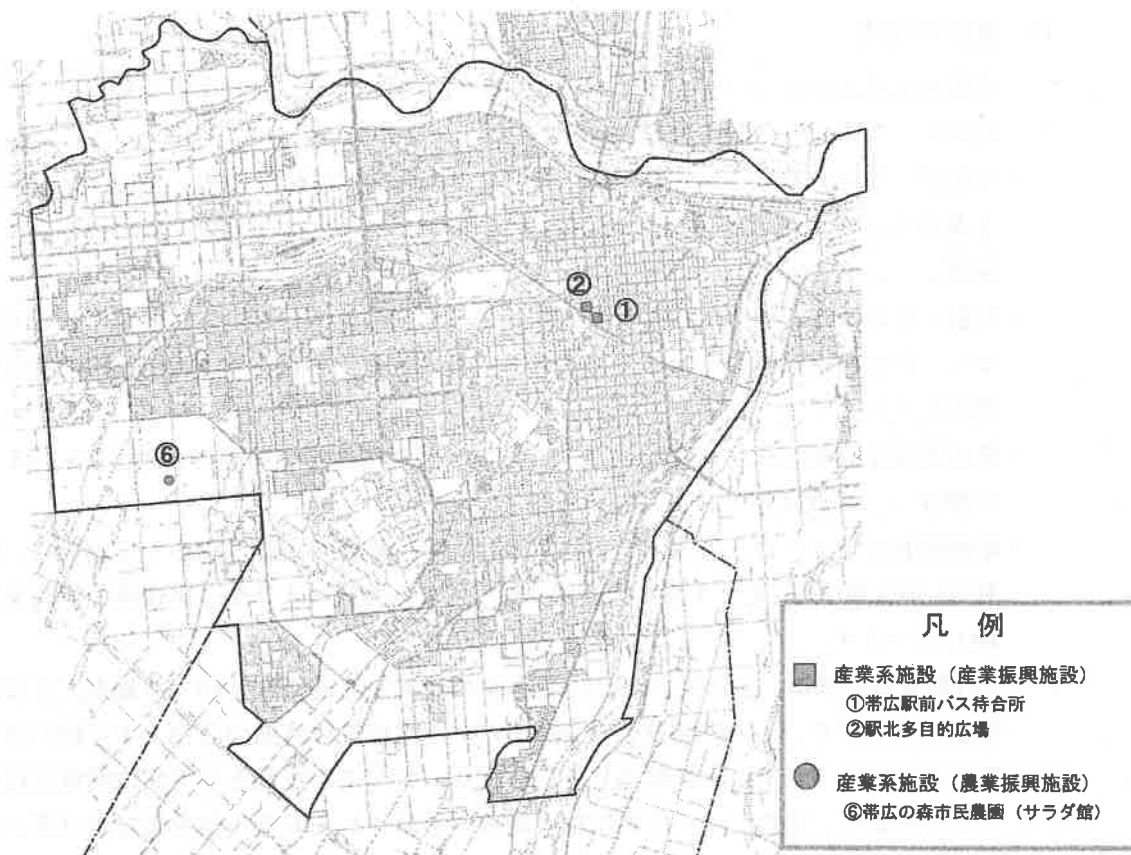 ②
①
⑥
凡 例
産業系施設（産業振興施設）
①帯広駅前バス待合所
②駅北多目的広場
産業系施設（農業振興施設）
⑥帯広の森市民農園（サラダ館）